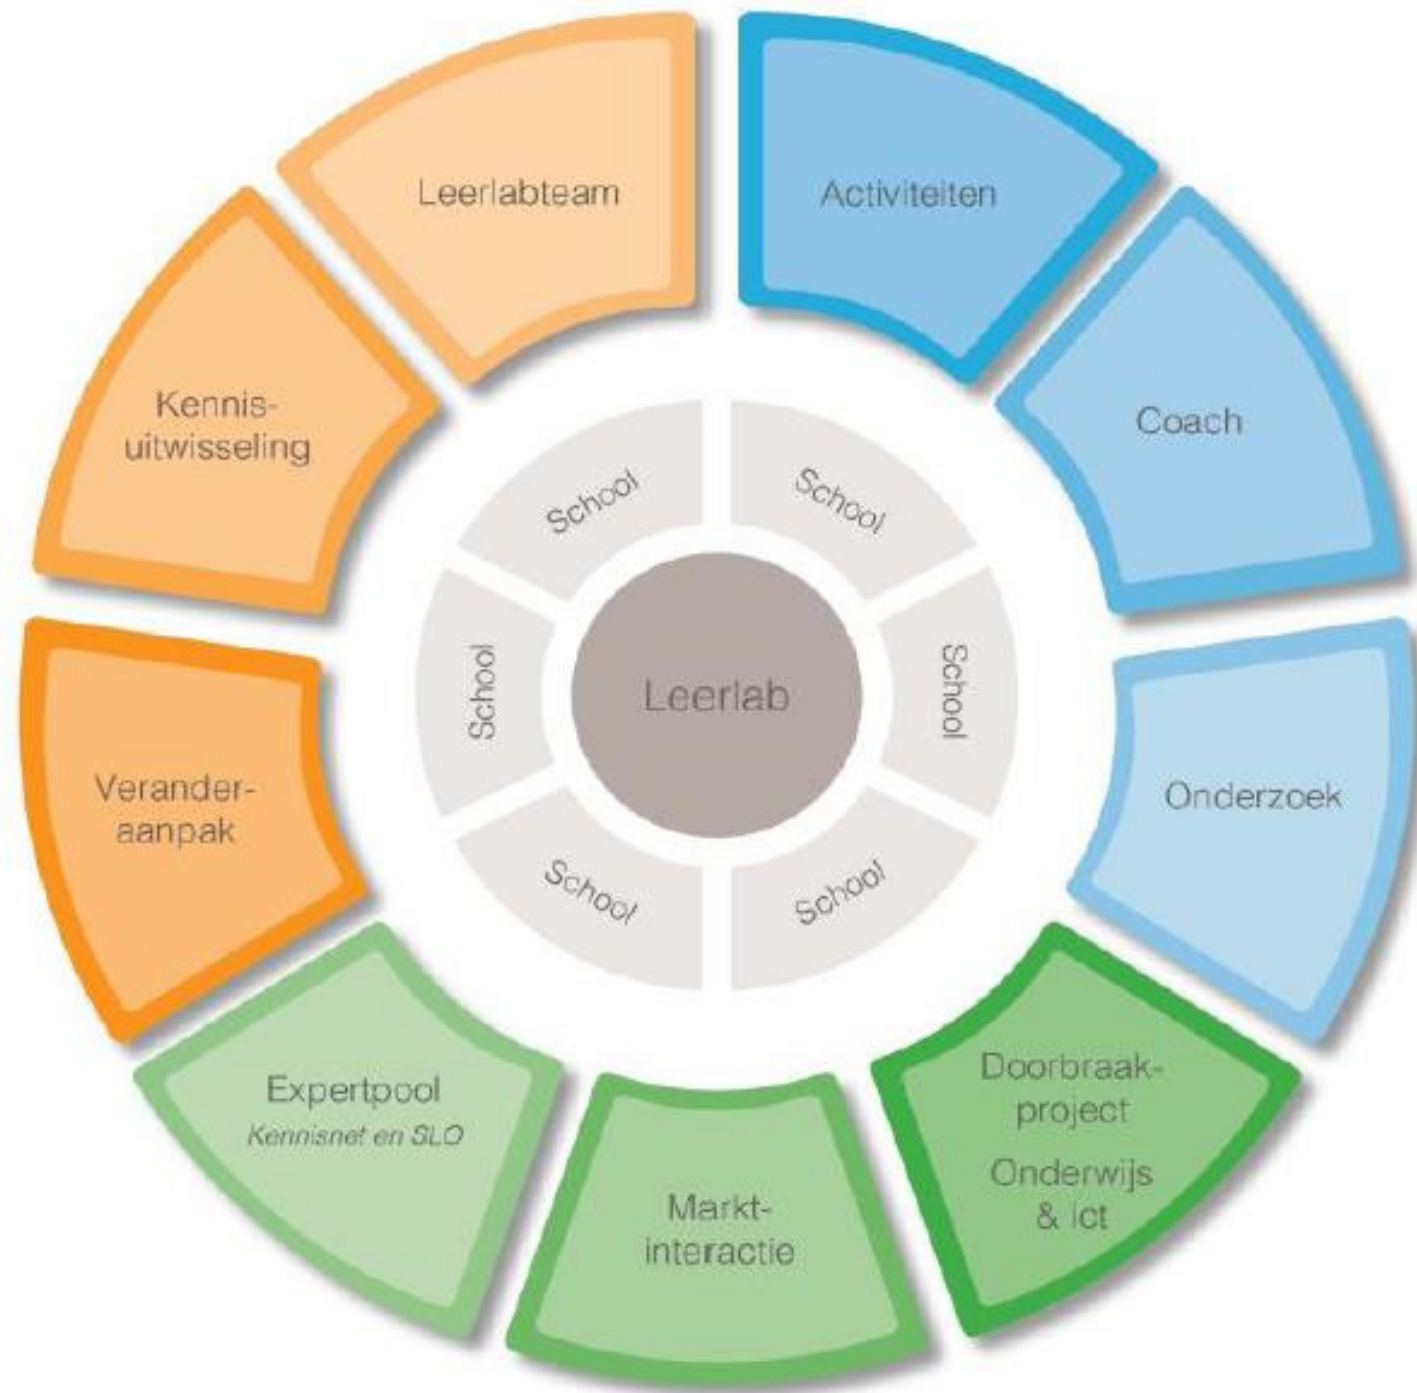 Leerlabteam
Activiteiten
Kennis-
uitwisseling
Coach
School
School
School
Leerlab
School
Verander-
aanpak
Onderzoek
School
School
Expertpool
Kennisnet en SLO
Markt-
interactie
Doorbraak-
project
Onderwijs
& ict